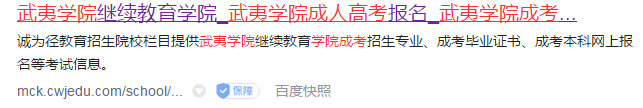 武夷学院继续教育学院_武夷学院成人高考报名_武夷学院成考...
诚为径教育招生院校栏目提供武夷学院继续教育学院成考招生专业、成考毕业证书、成考本科网上报
名等考试信息。
mck.cwjedu.com/school/... 保障 百度快照